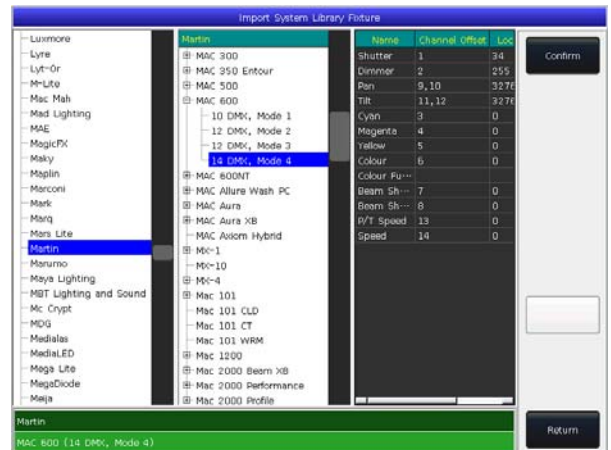 Import System Library Fixture
Luxmore
Lyre
Lyt-Or
M-Lite
Mac Mah
Mad Lighting
MAE
MagicFX
Maky
Maplin
Marconi
Mark
Marq
Mars Lite
Martin
Marumo
Maya Lighting
MBT Lighting and Sound
Mc Crypt
MDG
Medialas
MediaLED
Mega Lite
MegaDiode
Meija
Martin
MAC 300
MAC 350 Entour
MAC 500
MAC 600
10 DMX, Mode 1
12 DMX, Mode 2
12 DMX, Mode 3
14 DMX, Mode 4
MAC 600NT
MAC Allure Wash PC
MAC Aura
MAC Aura XB
MAC Axiom Hybrid
MX-1
MX-10
MX-4
Mac 101
Mac 101 CLD
Mac 101 CT
Mac 101 WRM
Mac 1200
Mac 2000 Beam XB
Mac 2000 Performance
Mac 2000 Profile
Name Channel Offset Loc
Shutter 1 34
Dimmer 2 255
Pan 9,10 3276
Tilt 11,12 3276
Cyan 3 0
Magenta 4 0
Yellow 5 0
Colour 6 0
Colour Fu···
Beam Sh··· 7 0
Beam Sh··· 8 0
P/T Speed 13 0
Speed 14 0
Confirm
Return
Martin
MAC 600 (14 DMX, Mode 4)